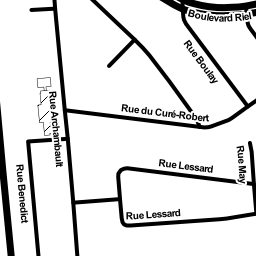 Boulevard Riel
Rue Boulay
Rue du Curé-Robert
Rue Archambault
Rue Lessard
Rue May
Rue Benedict
Rue Lessard